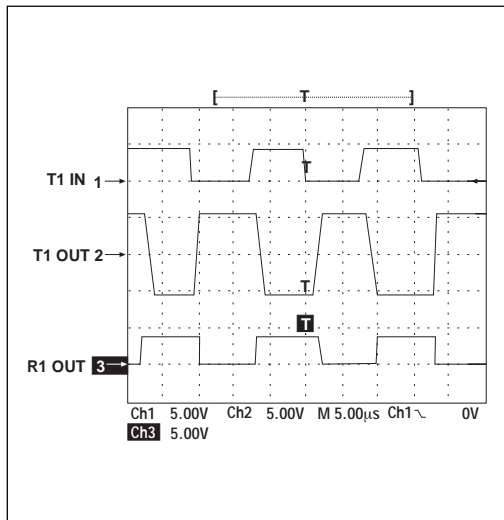 [ T ]
T1 IN 1
T
T1 OUT 2
T
T
R1 OUT 3
Ch1 5.00V Ch2 5.00V M 5.00µs Ch1 0V
Ch3 5.00V